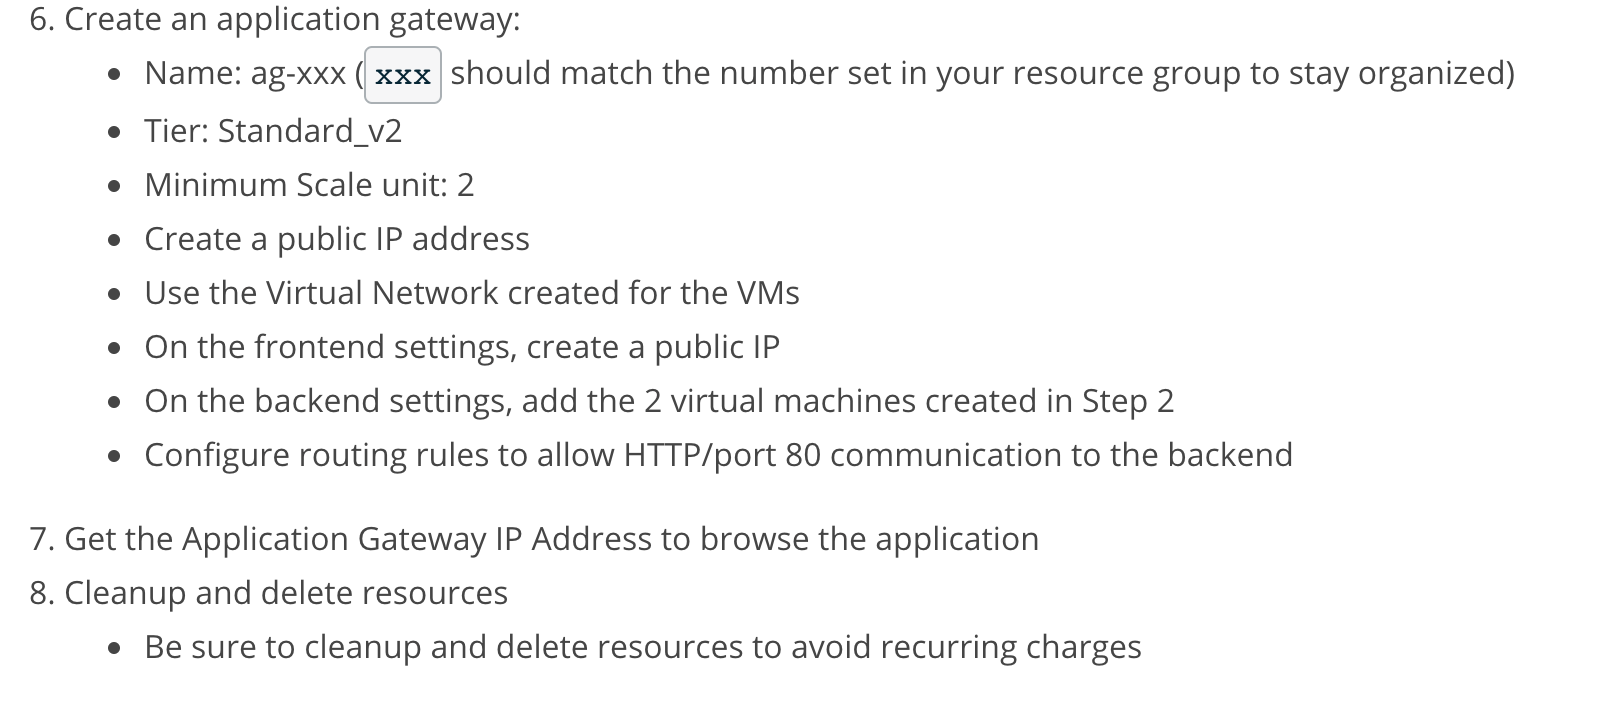 6. Create an application gateway:
• Name: ag-xxx (xxx should match the number set in your resource group to stay organized)
• Tier: Standard_v2
• Minimum Scale unit: 2
• Create a public IP address
• Use the Virtual Network created for the VMs
• On the frontend settings, create a public IP
• On the backend settings, add the 2 virtual machines created in Step 2
• Configure routing rules to allow HTTP/port 80 communication to the backend
7. Get the Application Gateway IP Address to browse the application
8. Cleanup and delete resources
• Be sure to cleanup and delete resources to avoid recurring charges